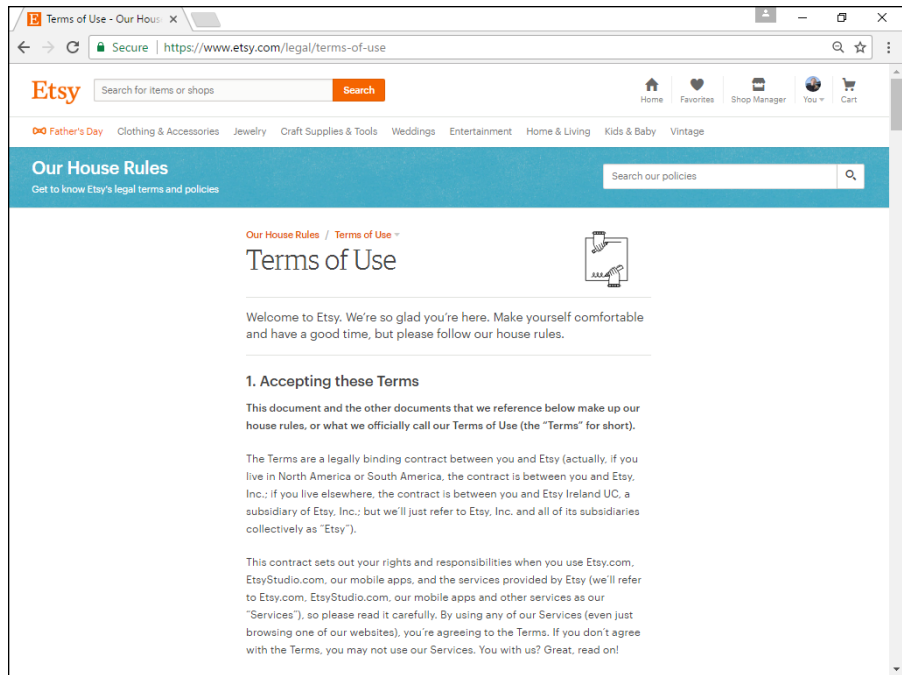 Terms of Use - Our Hous
Secure | https://www.etsy.com/legal/terms-of-use
Etsy
Search for items or shops
Search
Home
Favorites
Shop Manager
You
Cart
Father's Day
Clothing & Accessories
Jewelry
Craft Supplies & Tools
Weddings
Entertainment
Home & Living
Kids & Baby
Vintage
Our House Rules
Get to know Etsy's legal terms and policies
Search our policies
Our House Rules / Terms of Use
Terms of Use
Welcome to Etsy. We're so glad you're here. Make yourself comfortable
and have a good time, but please follow our house rules.
1. Accepting these Terms
This document and the other documents that we reference below make up our
house rules, or what we officially call our Terms of Use (the “Terms” for short).
The Terms are a legally binding contract between you and Etsy (actually, if you
live in North America or South America, the contract is between you and Etsy,
Inc.; if you live elsewhere, the contract is between you and Etsy Ireland UC, a
subsidiary of Etsy, Inc.; but we'll just refer to Etsy, Inc. and all of its subsidiaries
collectively as “Etsy”).
This contract sets out your rights and responsibilities when you use Etsy.com,
EtsyStudio.com, our mobile apps, and the services provided by Etsy (we'll refer
to Etsy.com, EtsyStudio.com, our mobile apps and other services as our
“Services”), so please read it carefully. By using any of our Services (even just
browsing one of our websites), you're agreeing to the Terms. If you don't agree
with the Terms, you may not use our Services. You with us? Great, read on!